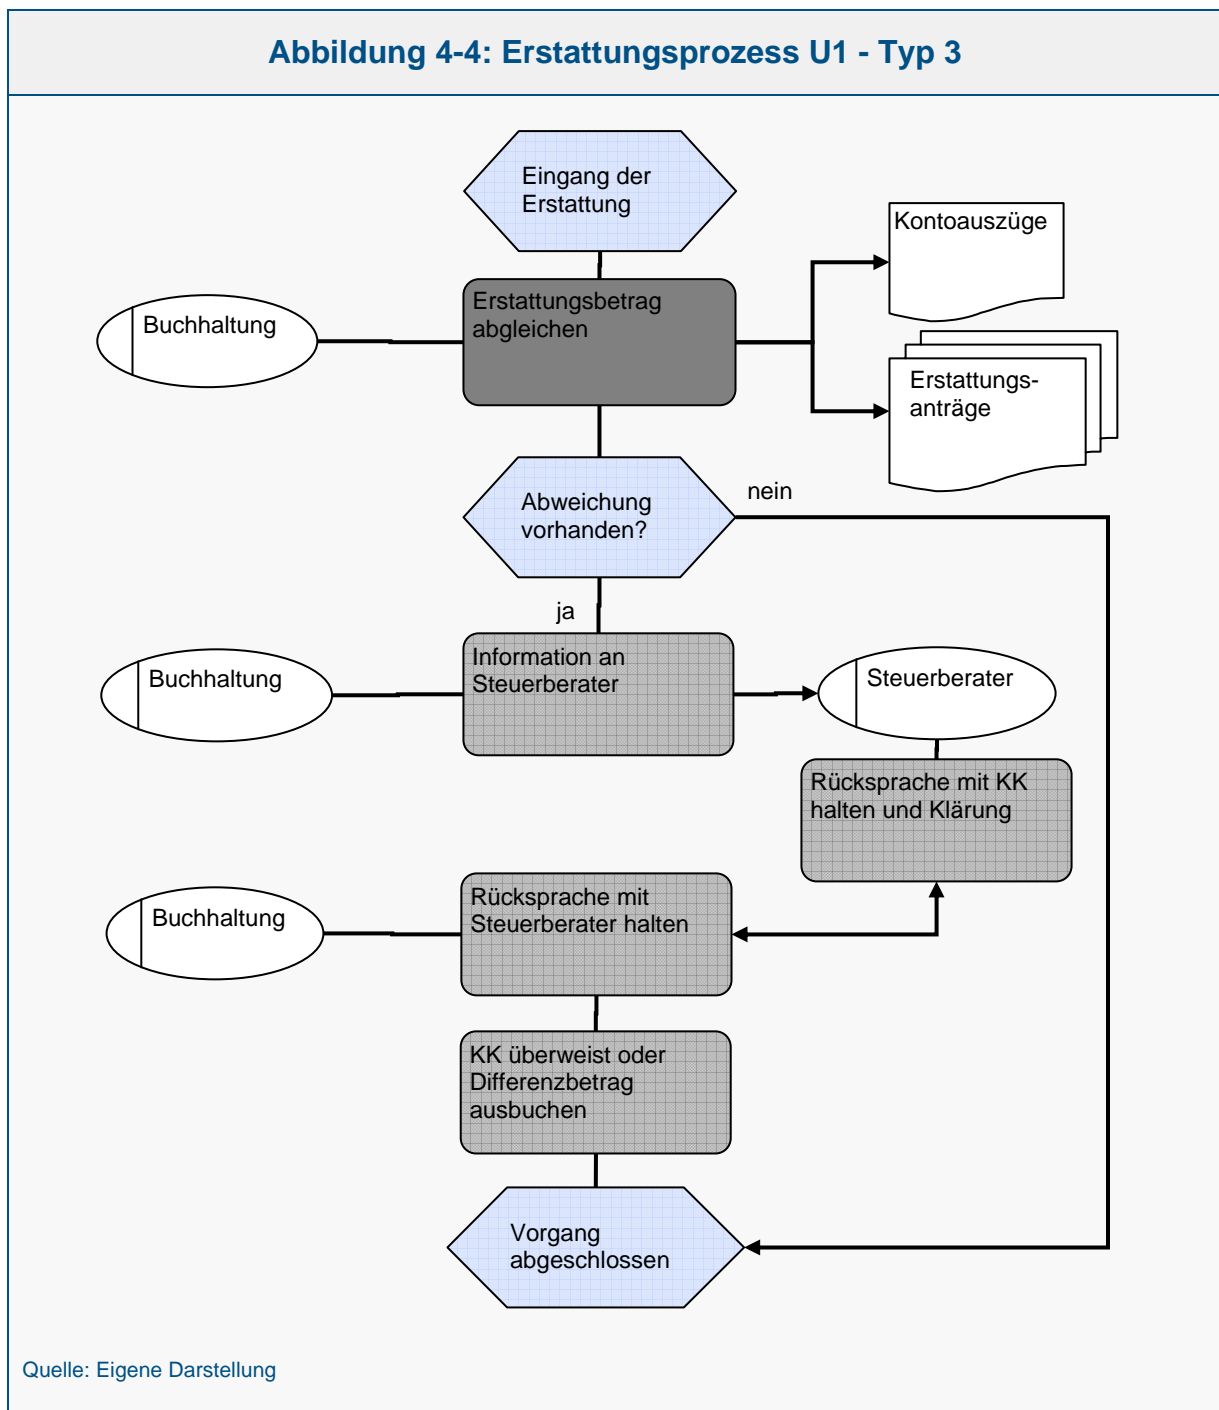 Abbildung 4-4: Erstattungsprozess U1 - Typ 3
Eingang der
Erstattung
Kontoauszüge
Buchhaltung
Erstattungsbetrag
abgleichen
Erstattungs-
anträge
Abweichung
vorhanden?
nein
ja
Buchhaltung
Information an
Steuerberater
Steuerberater
Rücksprache mit KK
halten und Klärung
Buchhaltung
Rücksprache mit
Steuerberater halten
KK überweist oder
Differenzbetrag
ausbuchen
Vorgang
abgeschlossen
Quelle: Eigene Darstellung